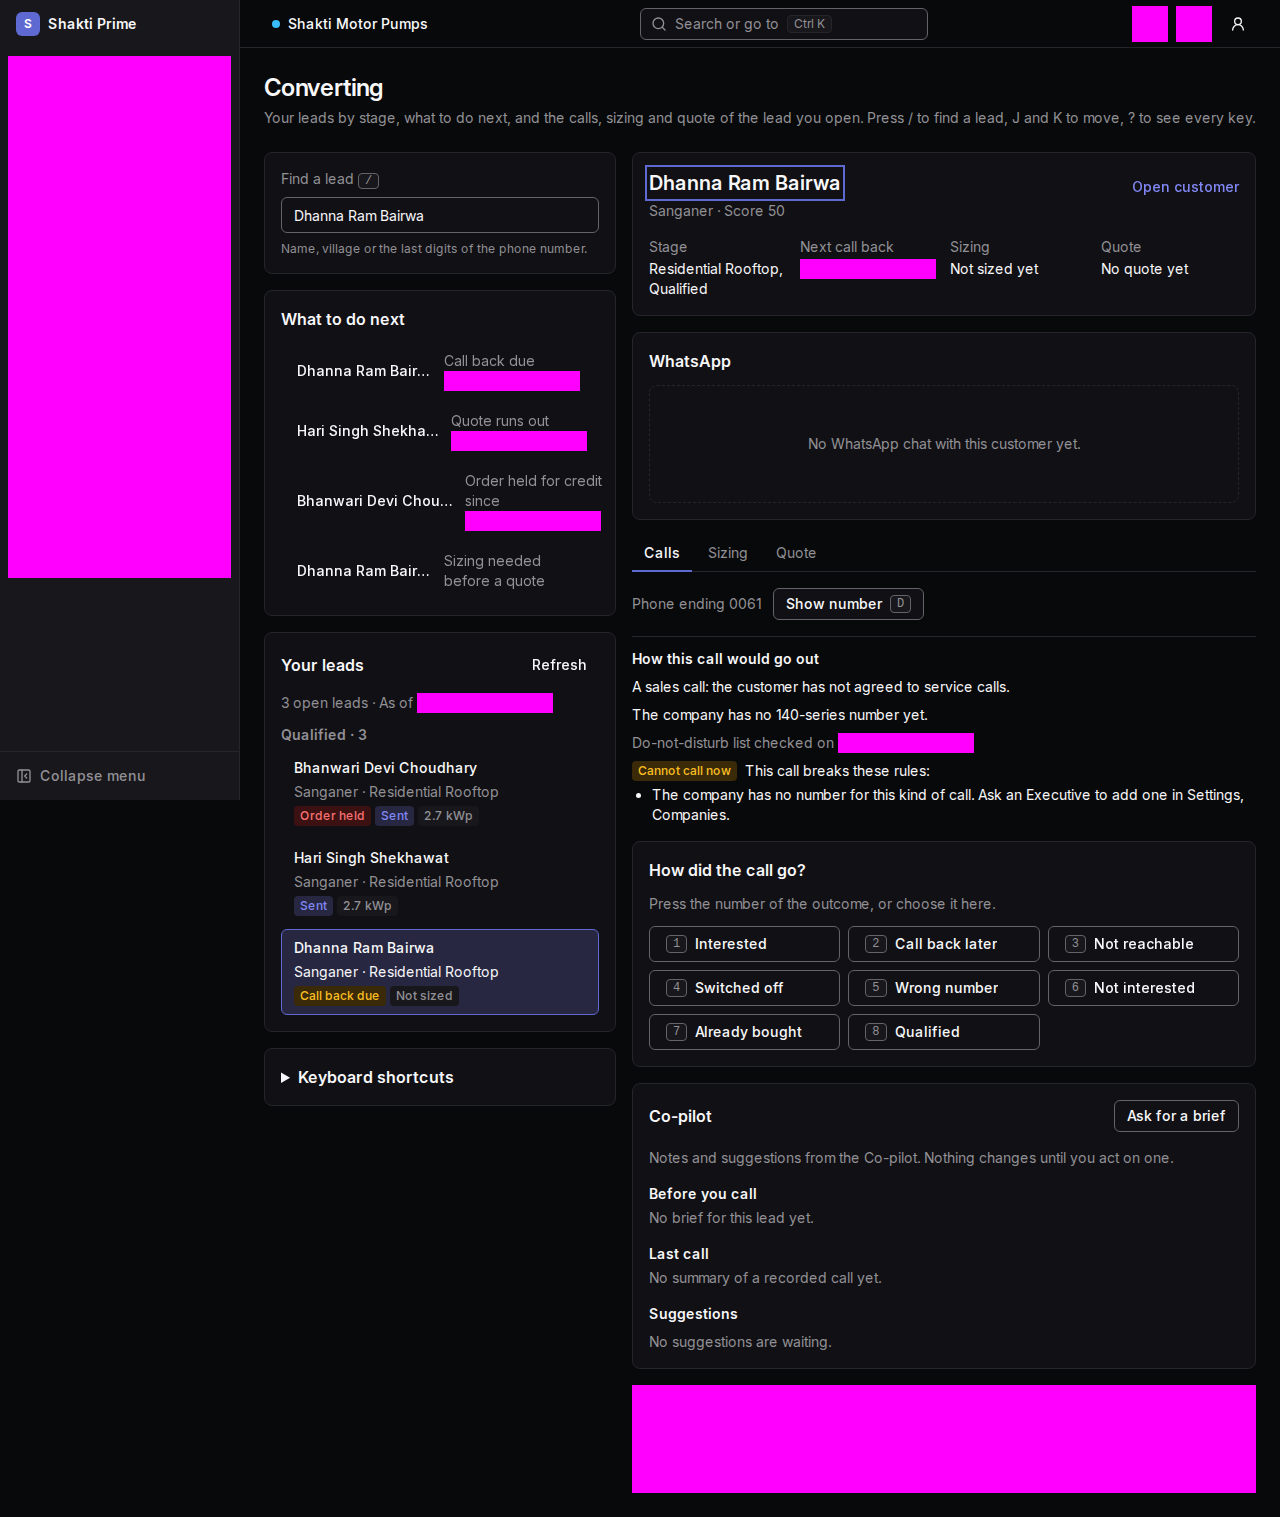 S Shakti Prime
Shakti Motor Pumps
Search or go to Ctrl K
Converting
Your leads by stage, what to do next, and the calls, sizing and quote of the lead you open. Press / to find a lead, J and K to move, ? to see every key.
Find a lead /
Dhanna Ram Bairwa
Name, village or the last digits of the phone number.
What to do next
Dhanna Ram Bair…
Call back due
Hari Singh Shekha…
Quote runs out
Bhanwari Devi Chou…
Order held for credit
since
Dhanna Ram Bair…
Sizing needed
before a quote
Your leads
Refresh
3 open leads · As of
Qualified · 3
Bhanwari Devi Choudhary
Sanganer · Residential Rooftop
Order held Sent 2.7 kWp
Hari Singh Shekhawat
Sanganer · Residential Rooftop
Sent 2.7 kWp
Dhanna Ram Bairwa
Sanganer · Residential Rooftop
Call back due Not sized
Keyboard shortcuts
Collapse menu
Dhanna Ram Bairwa
Open customer
Sanganer · Score 50
Stage
Residential Rooftop,
Qualified
Next call back
Sizing
Not sized yet
Quote
No quote yet
WhatsApp
No WhatsApp chat with this customer yet.
Calls Sizing Quote
Phone ending 0061 Show number D
How this call would go out
A sales call: the customer has not agreed to service calls.
The company has no 140-series number yet.
Do-not-disturb list checked on
Cannot call now This call breaks these rules:
• The company has no number for this kind of call. Ask an Executive to add one in Settings,
Companies.
How did the call go?
Press the number of the outcome, or choose it here.
1 Interested 2 Call back later 3 Not reachable
4 Switched off 5 Wrong number 6 Not interested
7 Already bought 8 Qualified
Co-pilot
Ask for a brief
Notes and suggestions from the Co-pilot. Nothing changes until you act on one.
Before you call
No brief for this lead yet.
Last call
No summary of a recorded call yet.
Suggestions
No suggestions are waiting.